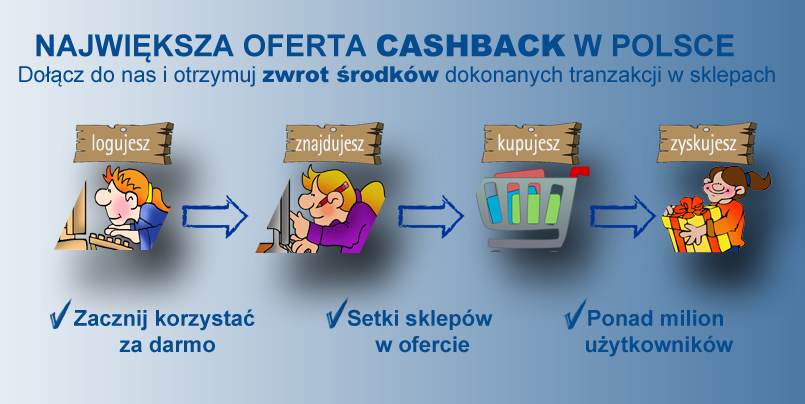 NAJWIĘKSZA OFERTA CASHBACK W POLSCE
Dołącz do nas i otrzymuj zwrot środków dokonanych tranzakcji w sklepach
logujesz
znajdujesz
kupujesz
zyskujesz
Zacznij korzystać
za darmo
Setki sklepów
w ofercie
Ponad milion
użytkowników